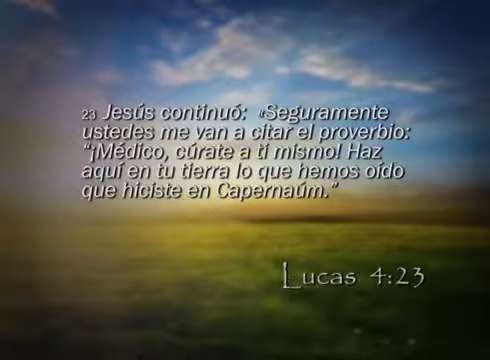 23 Jesús continuó: «Seguramente
ustedes me van a citar el proverbio:
“¡Médico, cúrate a ti mismo! Haz
aquí en tu tierra lo que hemos oído
que hiciste en Capernaúm.”
Lucas 4:23